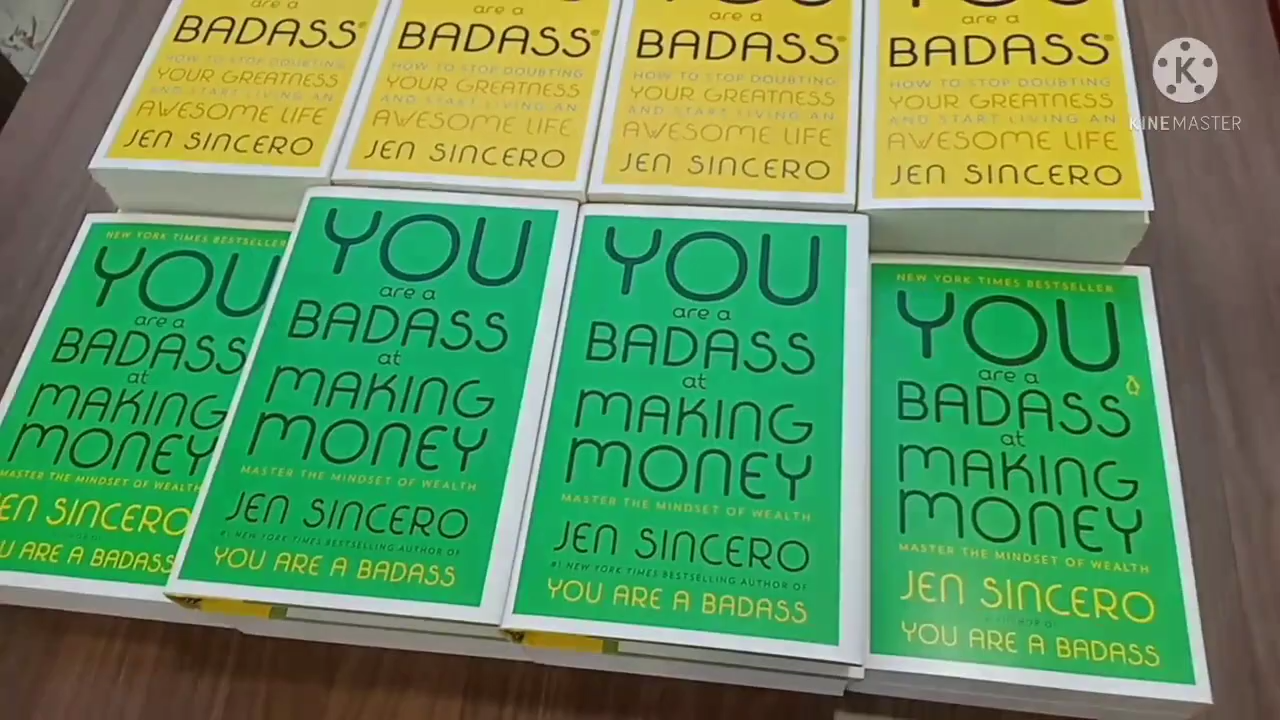 are a
BADASS®
HOW TO STOP DOUBTING
YOUR GREATNESS
AND START LIVING AN
AWESOME LIFE
JEN SINCERO
are a
BADASS®
HOW TO STOP DOUBTING
YOUR GREATNESS
AND START LIVING AN
AWESOME LIFE
JEN SINCERO
YOU
are a
BADASS®
HOW TO STOP DOUBTING
YOUR GREATNESS
AND START LIVING AN
AWESOME LIFE
JEN SINCERO
YOU
are a
BADASS®
HOW TO STOP DOUBTING
YOUR GREATNESS
AND START LIVING AN
AWESOME LIFE
JEN SINCERO
K
KINEMASTER
NEW YORK TIMES BESTSELLER
YOU
are a
BADASS
at
MAKING
MONEY
MASTER THE MINDSET OF WEALTH
JEN SINCERO
YOU ARE A BADASS
YOU
are a
BADASS
at
MAKING
MONEY
MASTER THE MINDSET OF WEALTH
JEN SINCERO
#1 NEW YORK TIMES BESTSELLING AUTHOR OF
YOU ARE A BADASS
YOU
are a
BADASS
at
MAKING
MONEY
MASTER THE MINDSET OF WEALTH
JEN SINCERO
#1 NEW YORK TIMES BESTSELLING AUTHOR OF
YOU ARE A BADASS
NEW YORK TIMES BESTSELLER
YOU
are a
BADASS
at
MAKING
MONEY
MASTER THE MINDSET OF WEALTH
JEN SINCERO
YOU ARE A BADASS